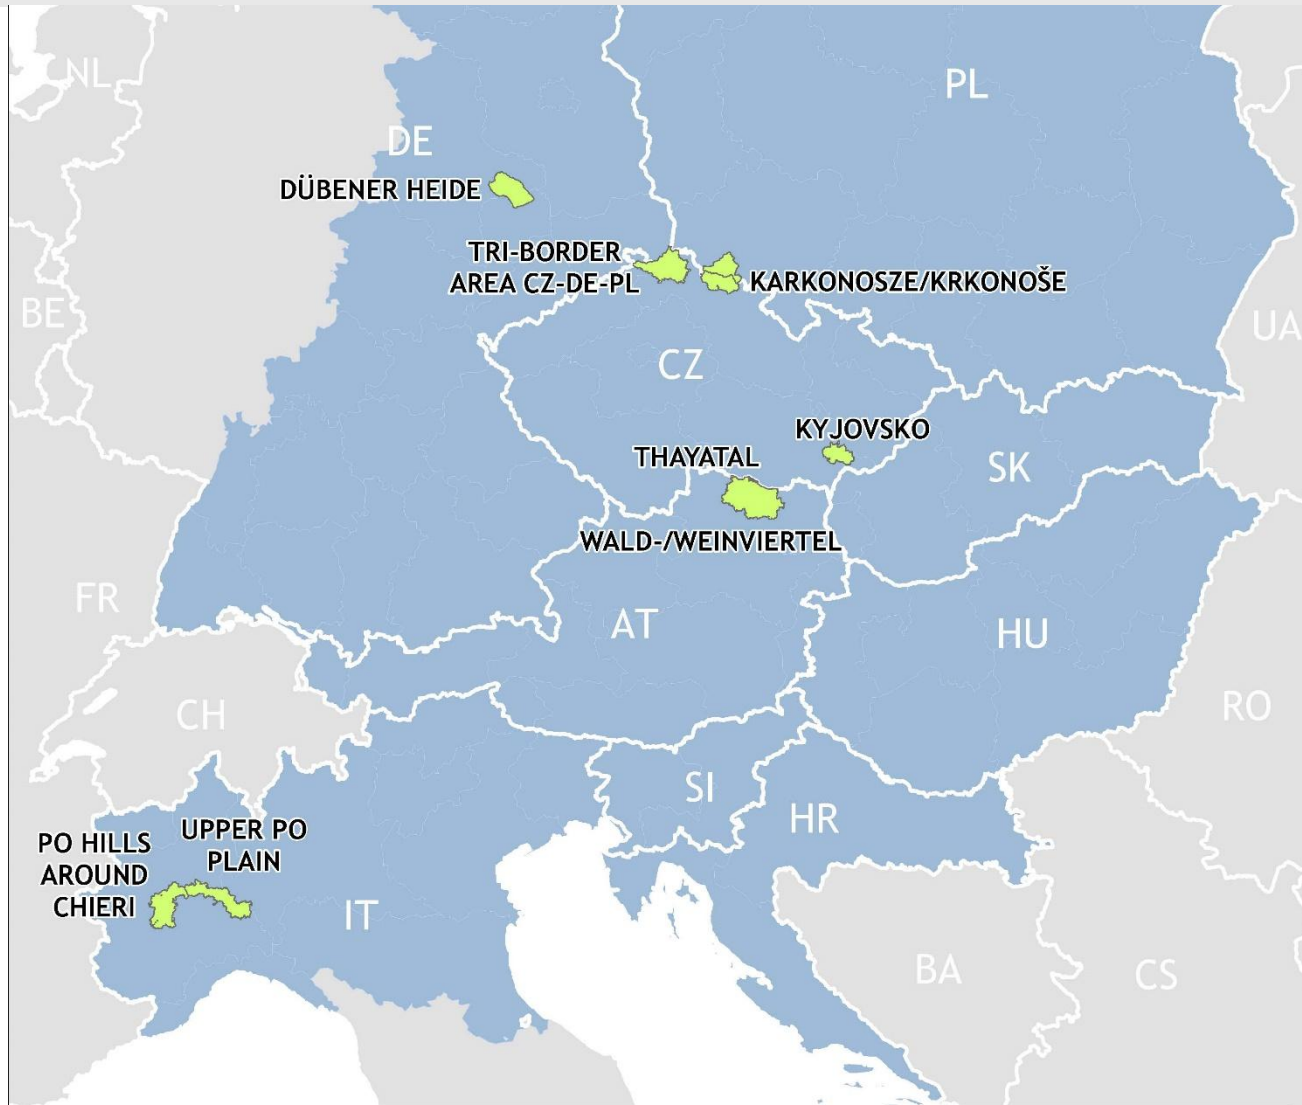 NL
PL
DE
DÜBENER HEIDE
TRI-BORDER
AREA CZ-DE-PL
KARKONOSZE/KRKONOŠE
BE
UA
CZ
KYJOVSKO
THAYATAL
SK
WALD-/WEINVIERTEL
FR
AT
HU
CH
RO
SI
HR
PO HILLS
AROUND
CHIERI
UPPER PO
PLAIN
IT
BA
CS